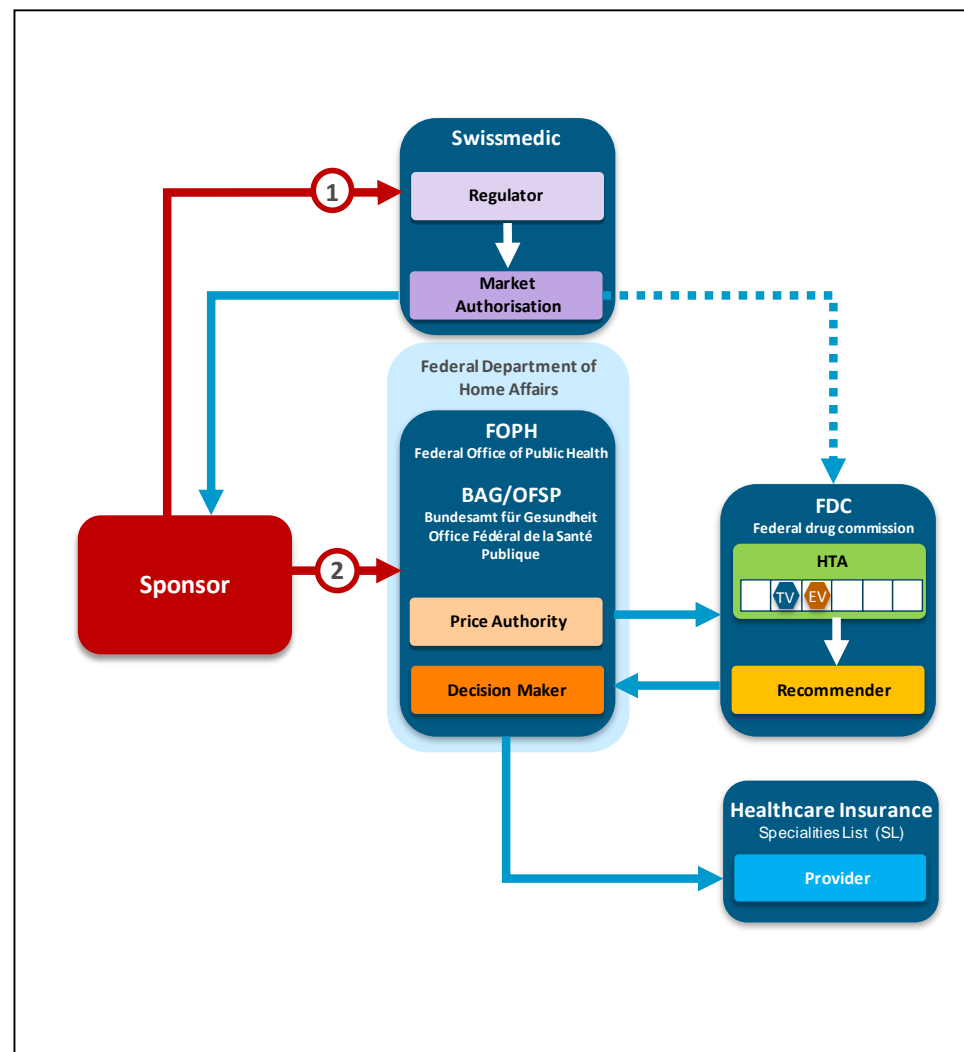 Swissmedic
1
Regulator
Market
Authorisation
Federal Department of
Home Affairs
FOPH
Federal Office of Public Health
BAG/OFSP
Bundesamt für Gesundheit
Office Fédéral de la Santé
Publique
Sponsor
2
Price Authority
Decision Maker
FDC
Federal drug commission
HTA
TV EV
Recommender
Healthcare Insurance
Specialities List (SL)
Provider